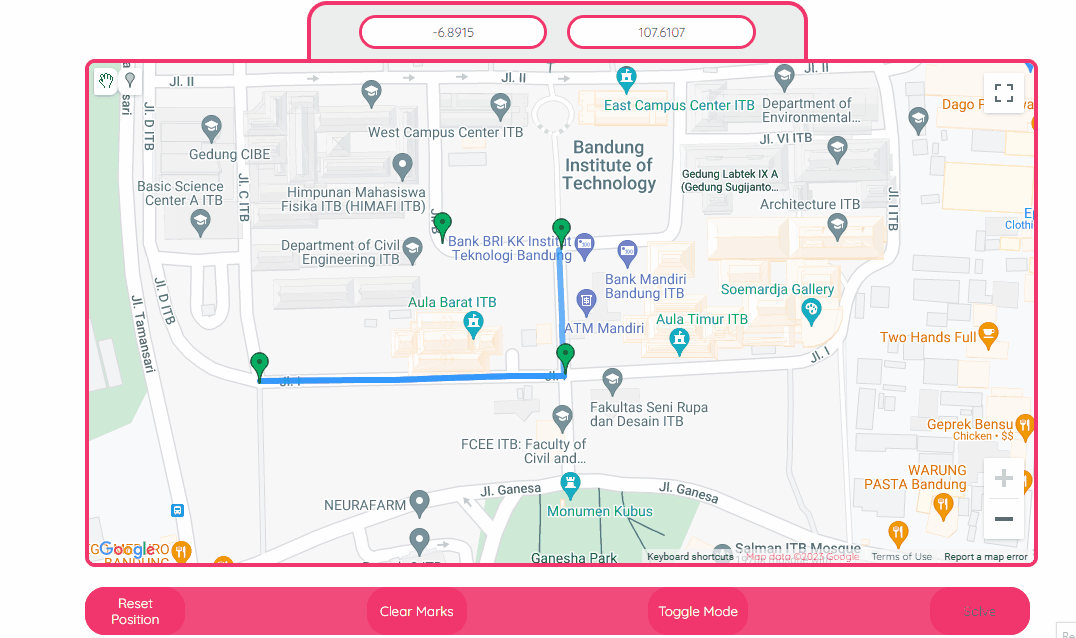 -6.8915
107.6107
Jl. II
Jl. II
Jl. II
East Campus Center ITB
Department of
Environmental...
Dago
West Campus Center ITB
Jl. D ITB
Gedung CIBE
Bandung
Institute of
Technology
Jl. VI ITB
Gedung Labtek IX A
(Gedung Sugijanto...
Basic Science
Center A ITB
Jl. C ITB
Himpunan Mahasiswa
Fisika ITB (HIMAFI ITB)
Architecture ITB
Jl. J ITB
Clothi
Department of Civil
Engineering ITB
Bank BRI KK Institut
Teknologi Bandung
Bank Mandiri
Bandung ITB
Soemardja Gallery
Jl. D ITB
Jl. Tamansari
Aula Barat ITB
ATM Mandiri
Aula Timur ITB
Two Hands Full
Jl. I
Jl. I
Fakultas Seni Rupa
dan Desain ITB
FCEE ITB: Faculty of
Civil and...
Geprek Bensu
Chicken • $$
WARUNG
PASTA Bandung
Jl. Ganesa
Jl. Ganesa
NEURAFARM
Monumen Kubus
Ganesha Park
Salman ITB Mosque
Google
BANDUNG
Keyboard shortcuts
Map data ©2023 Google
Terms of Use
Report a map error
Reset
Position
Clear Marks
Toggle Mode
Solve